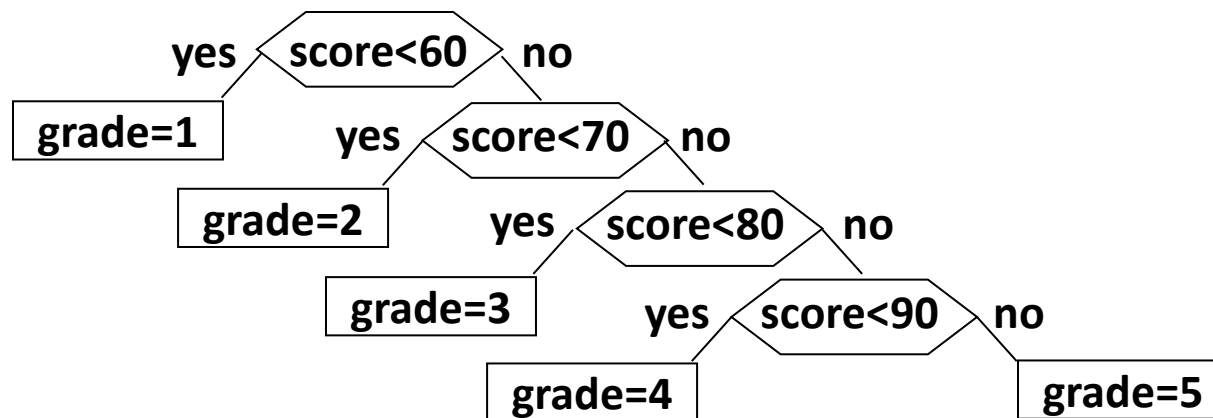 yes score<60 no
grade=1 yes score<70 no
grade=2 yes score<80 no
grade=3 yes score<90 no
grade=4 grade=5